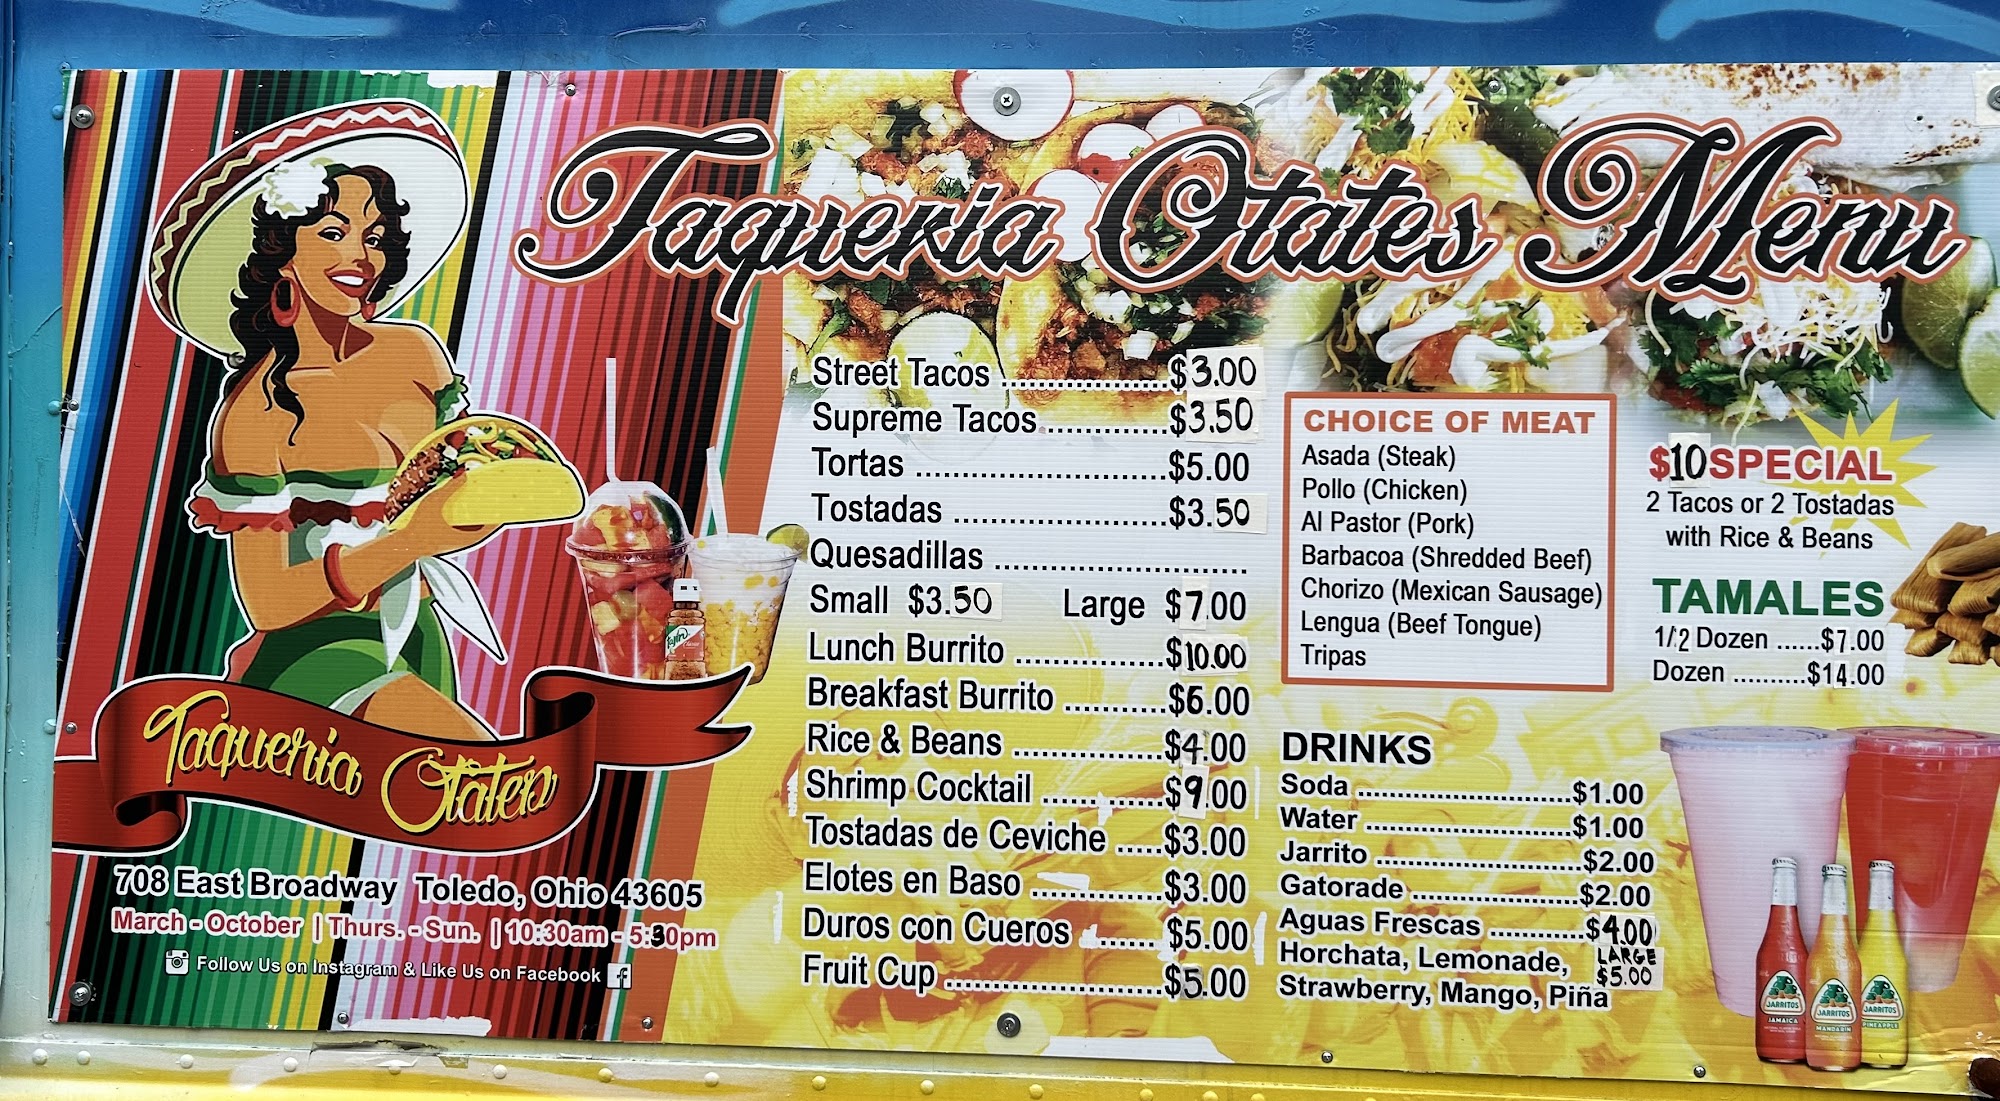 Taqueria Otates Menu
Street Tacos ..................$3.00
Supreme Tacos.............$3.50
Tortas ...........................$5.00
Tostadas .......................$3.50
Quesadillas ...........................
Small $3.50 Large $7.00
Lunch Burrito ................$10.00
Breakfast Burrito ...........$6.00
Rice & Beans ................$4.00
Shrimp Cocktail .............$9.00
Tostadas de Ceviche .....$3.00
Elotes en Baso ..............$3.00
Duros con Cueros ......$5.00
Fruit Cup .......................$5.00
CHOICE OF MEAT
Asada (Steak)
Pollo (Chicken)
Al Pastor (Pork)
Barbacoa (Shredded Beef)
Chorizo (Mexican Sausage)
Lengua (Beef Tongue)
Tripas
$10 SPECIAL
2 Tacos or 2 Tostadas
with Rice & Beans
TAMALES
1/2 Dozen ......$7.00
Dozen ..........$14.00
DRINKS
Soda ..........................$1.00
Water .........................$1.00
Jarrito .........................$2.00
Gatorade ....................$2.00
Aguas Frescas ...........$4.00
Horchata, Lemonade,
Strawberry, Mango, Piña
LARGE
$5.00
Taqueria Otates
708 East Broadway Toledo, Ohio 43605
March - October | Thurs. - Sun. | 10:30am - 5:30pm
Follow Us on Instagram & Like Us on Facebook
Tajín
JARRITOS
JAMAICA
JARRITOS
MANDARIN
JARRITOS
PINEAPPLE